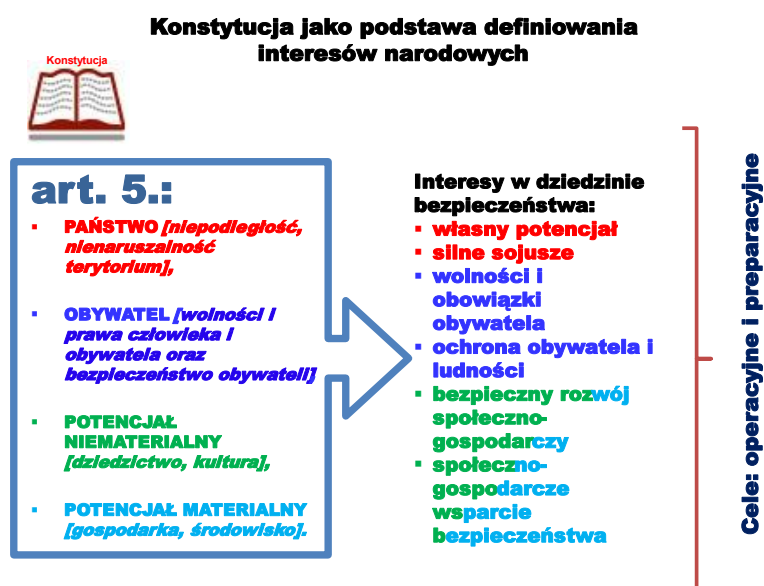 Konstytucja jako podstawa definiowania
interesów narodowych
Konstytucja
art. 5.:
▪ PAŃSTWO [niepodległość,
nienaruszalność
terytorium],
▪ OBYWATEL [wolności i
prawa człowieka i
obywatela oraz
bezpieczeństwo obywateli]
▪ POTENCJAŁ
NIEMATERIALNY
[dziedzictwo, kultura],
▪ POTENCJAŁ MATERIALNY
[gospodarka, środowisko].
Interesy w dziedzinie
bezpieczeństwa:
▪ własny potencjał
▪ silne sojusze
▪ wolności i
obowiązki
obywatela
▪ ochrona obywatela i
ludności
▪ bezpieczny rozwój
społeczno-
gospodarczy
▪ społeczno-
gospodarcze
wsparcie
bezpieczeństwa
Cele: operacyjne i preparacyjne